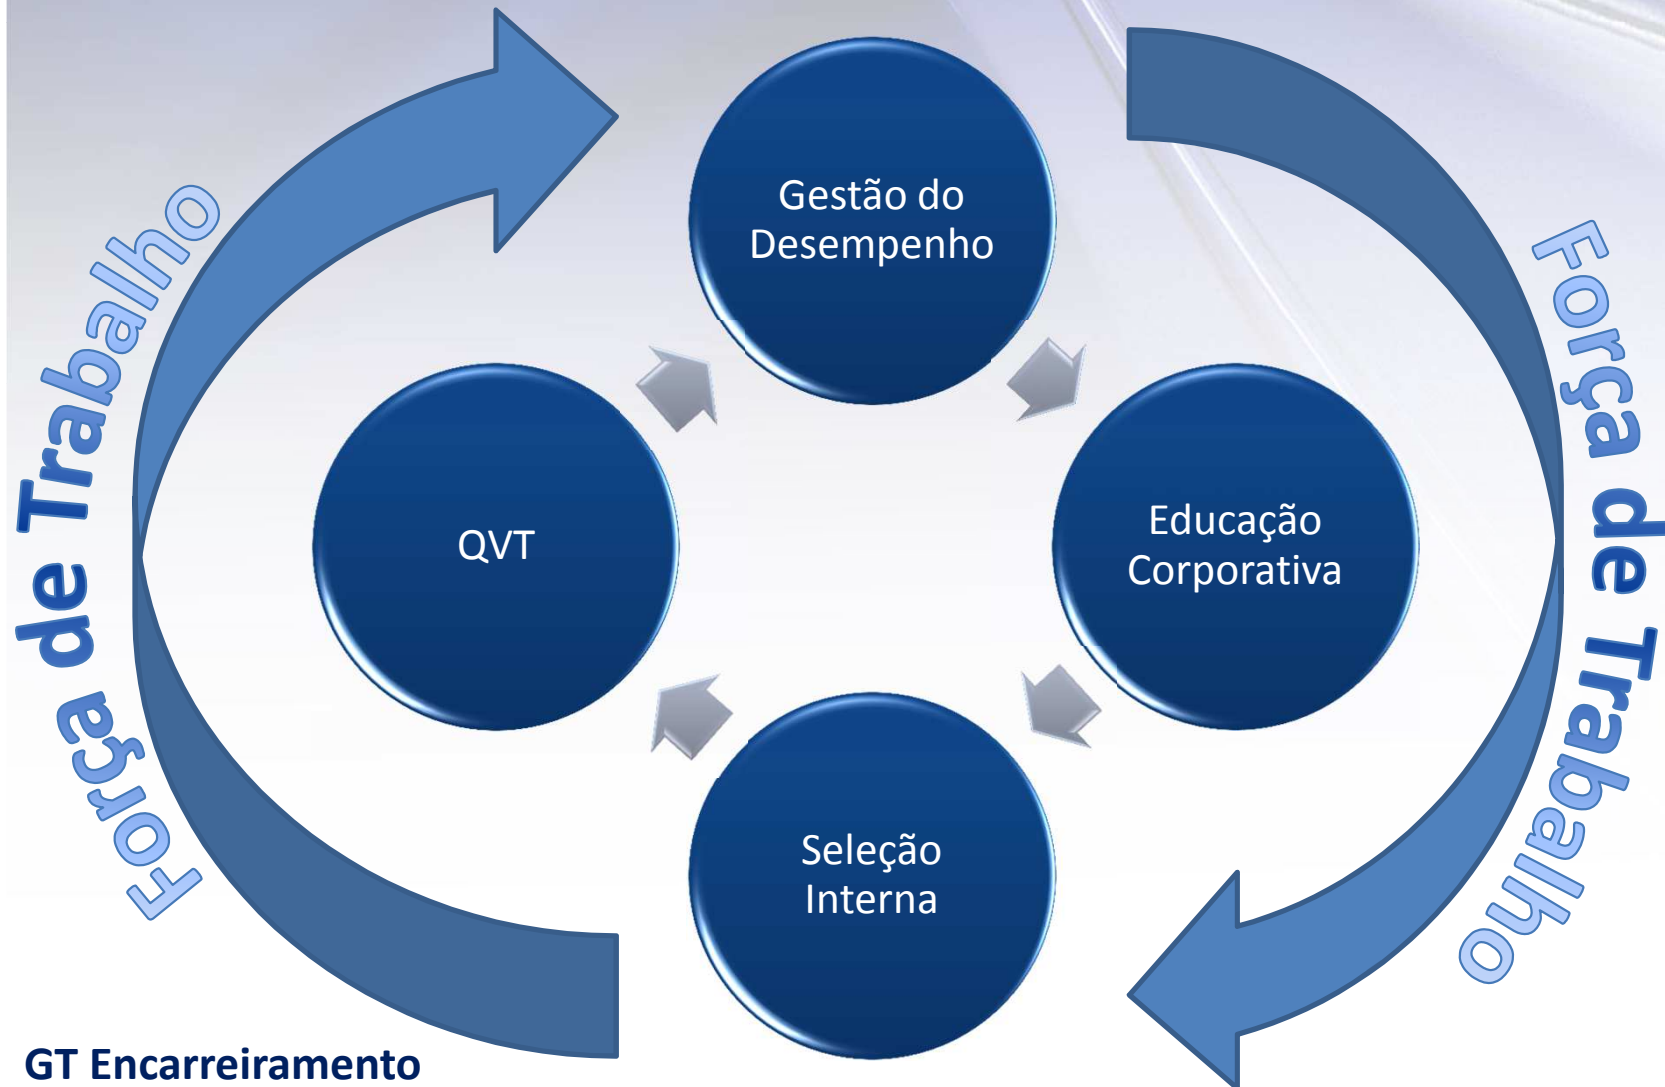 Gestão do
Desempenho
Força de Trabalho
Força de Trabalho
QVT
Educação
Corporativa
Seleção
Interna
GT Encarreiramento